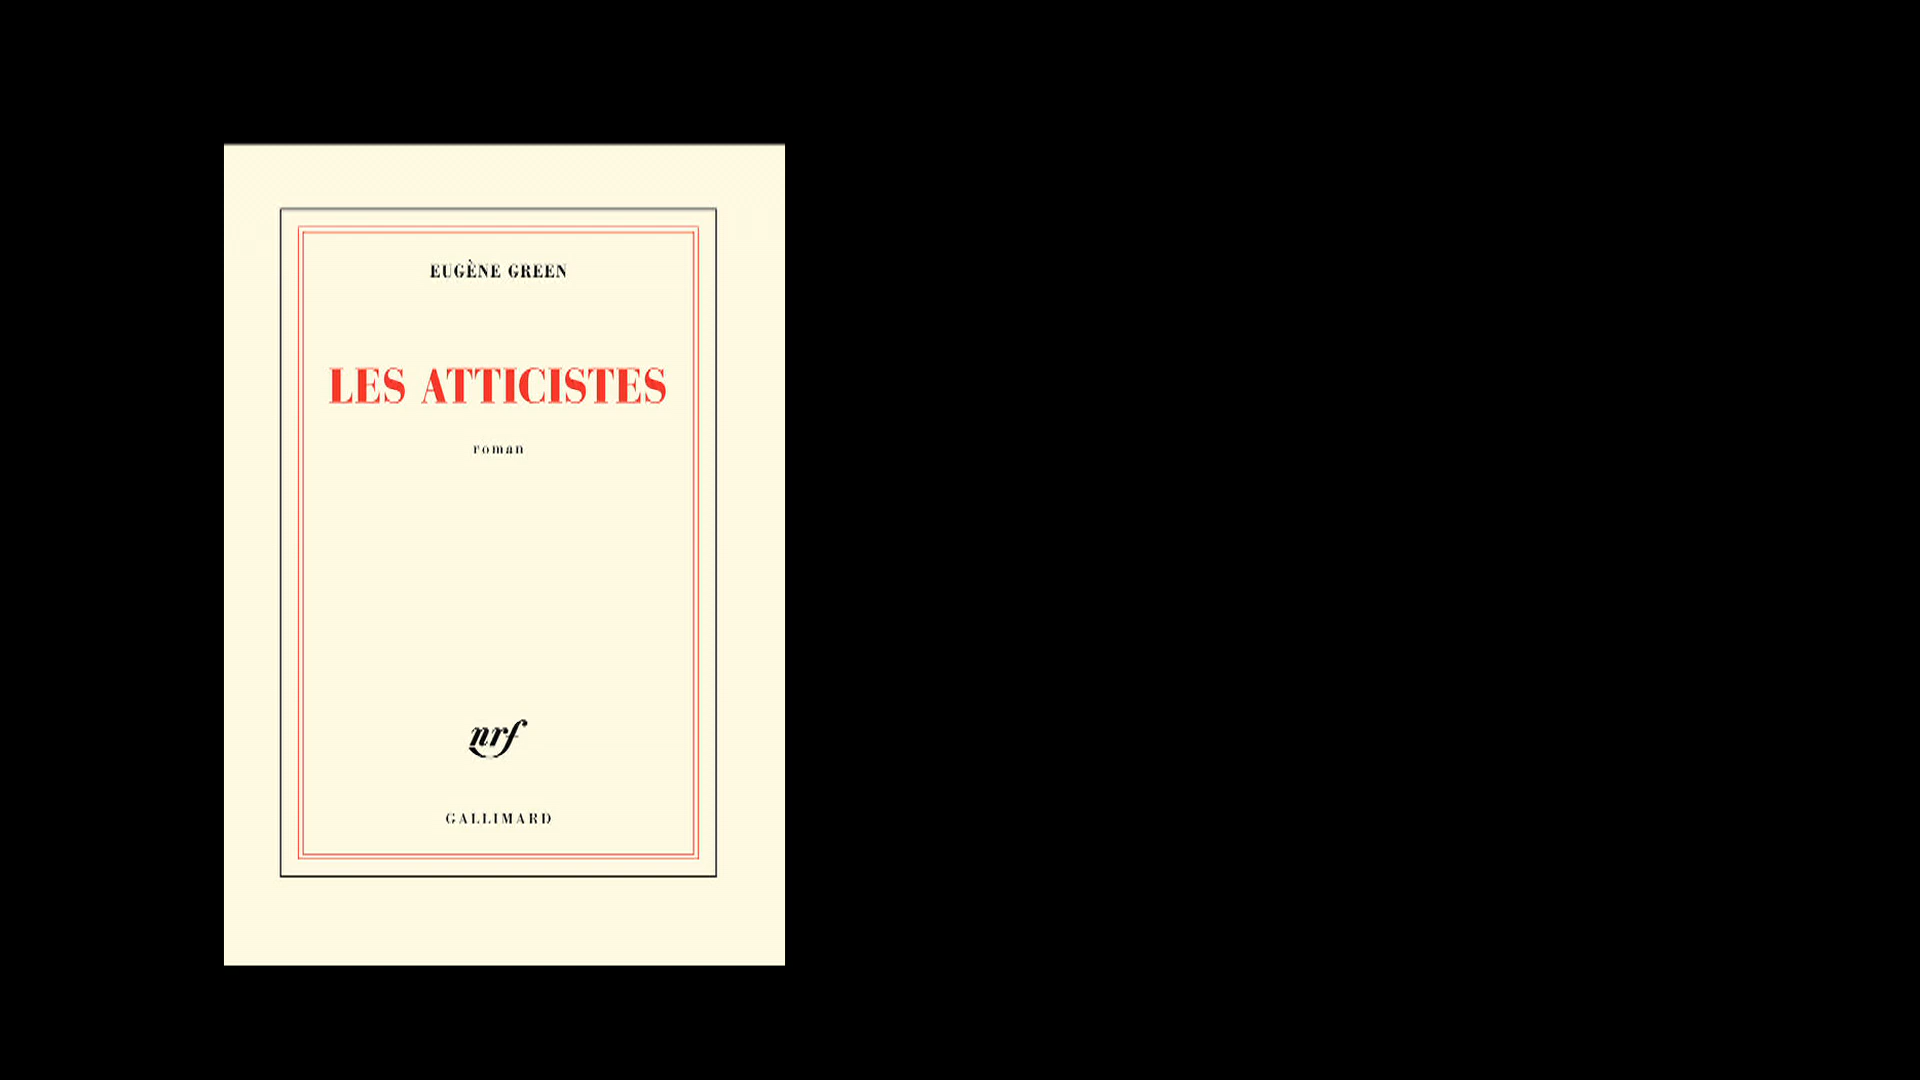 EUGÈNE GREEN
LES ATTICISTES
roman
nrf
GALLIMARD